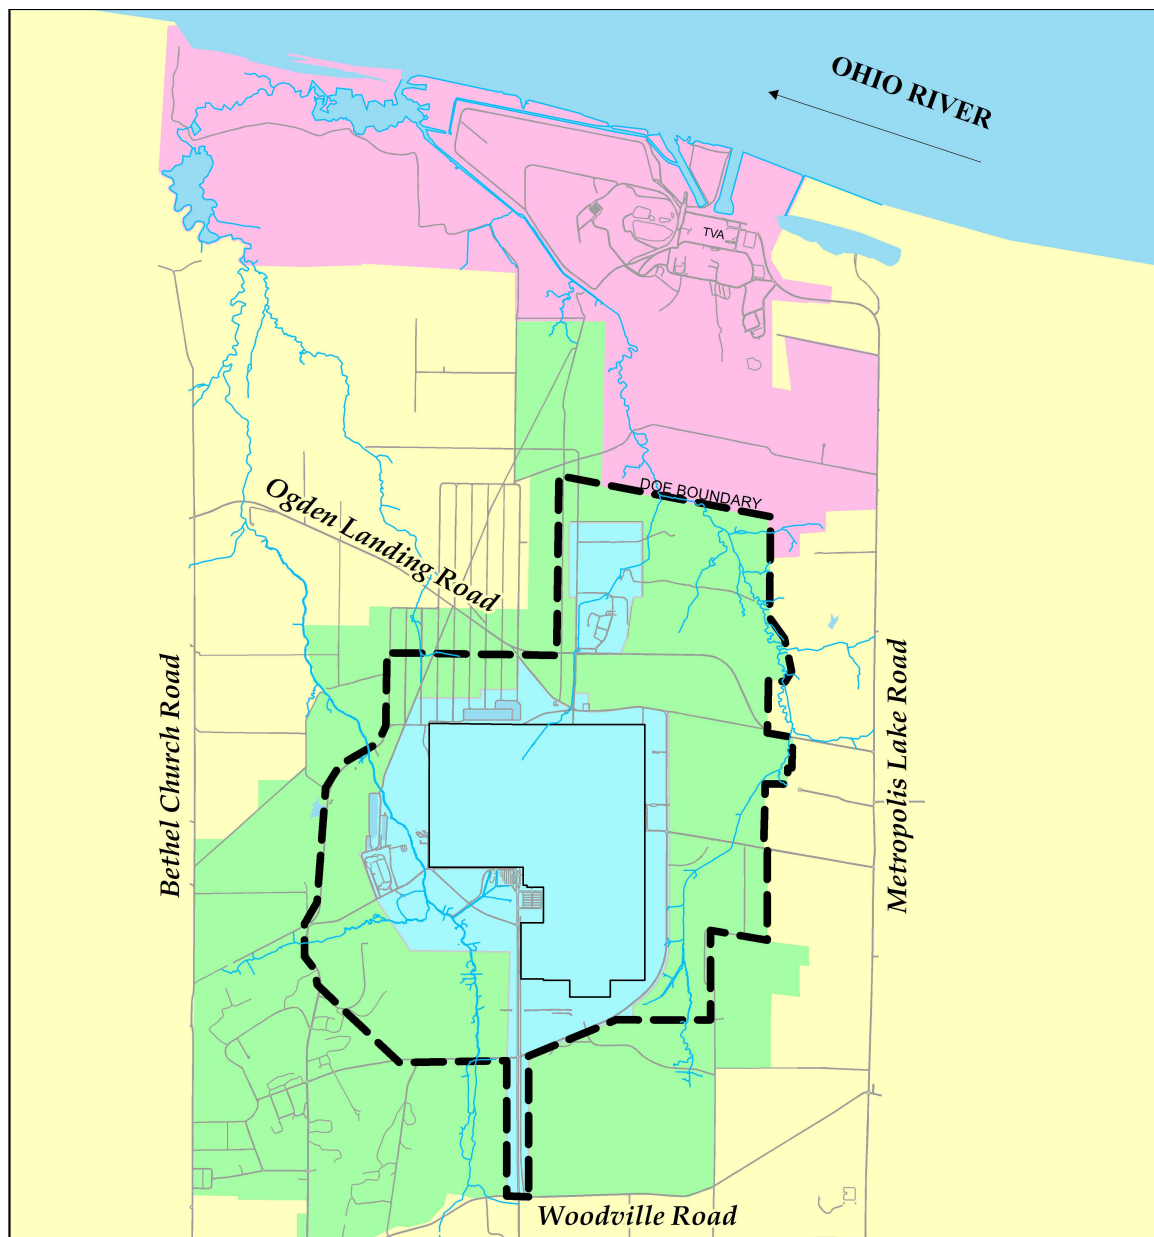 OHIO RIVER
TVA
DOE BOUNDARY
Ogden Landing Road
Bethel Church Road
Metropolis Lake Road
Woodville Road